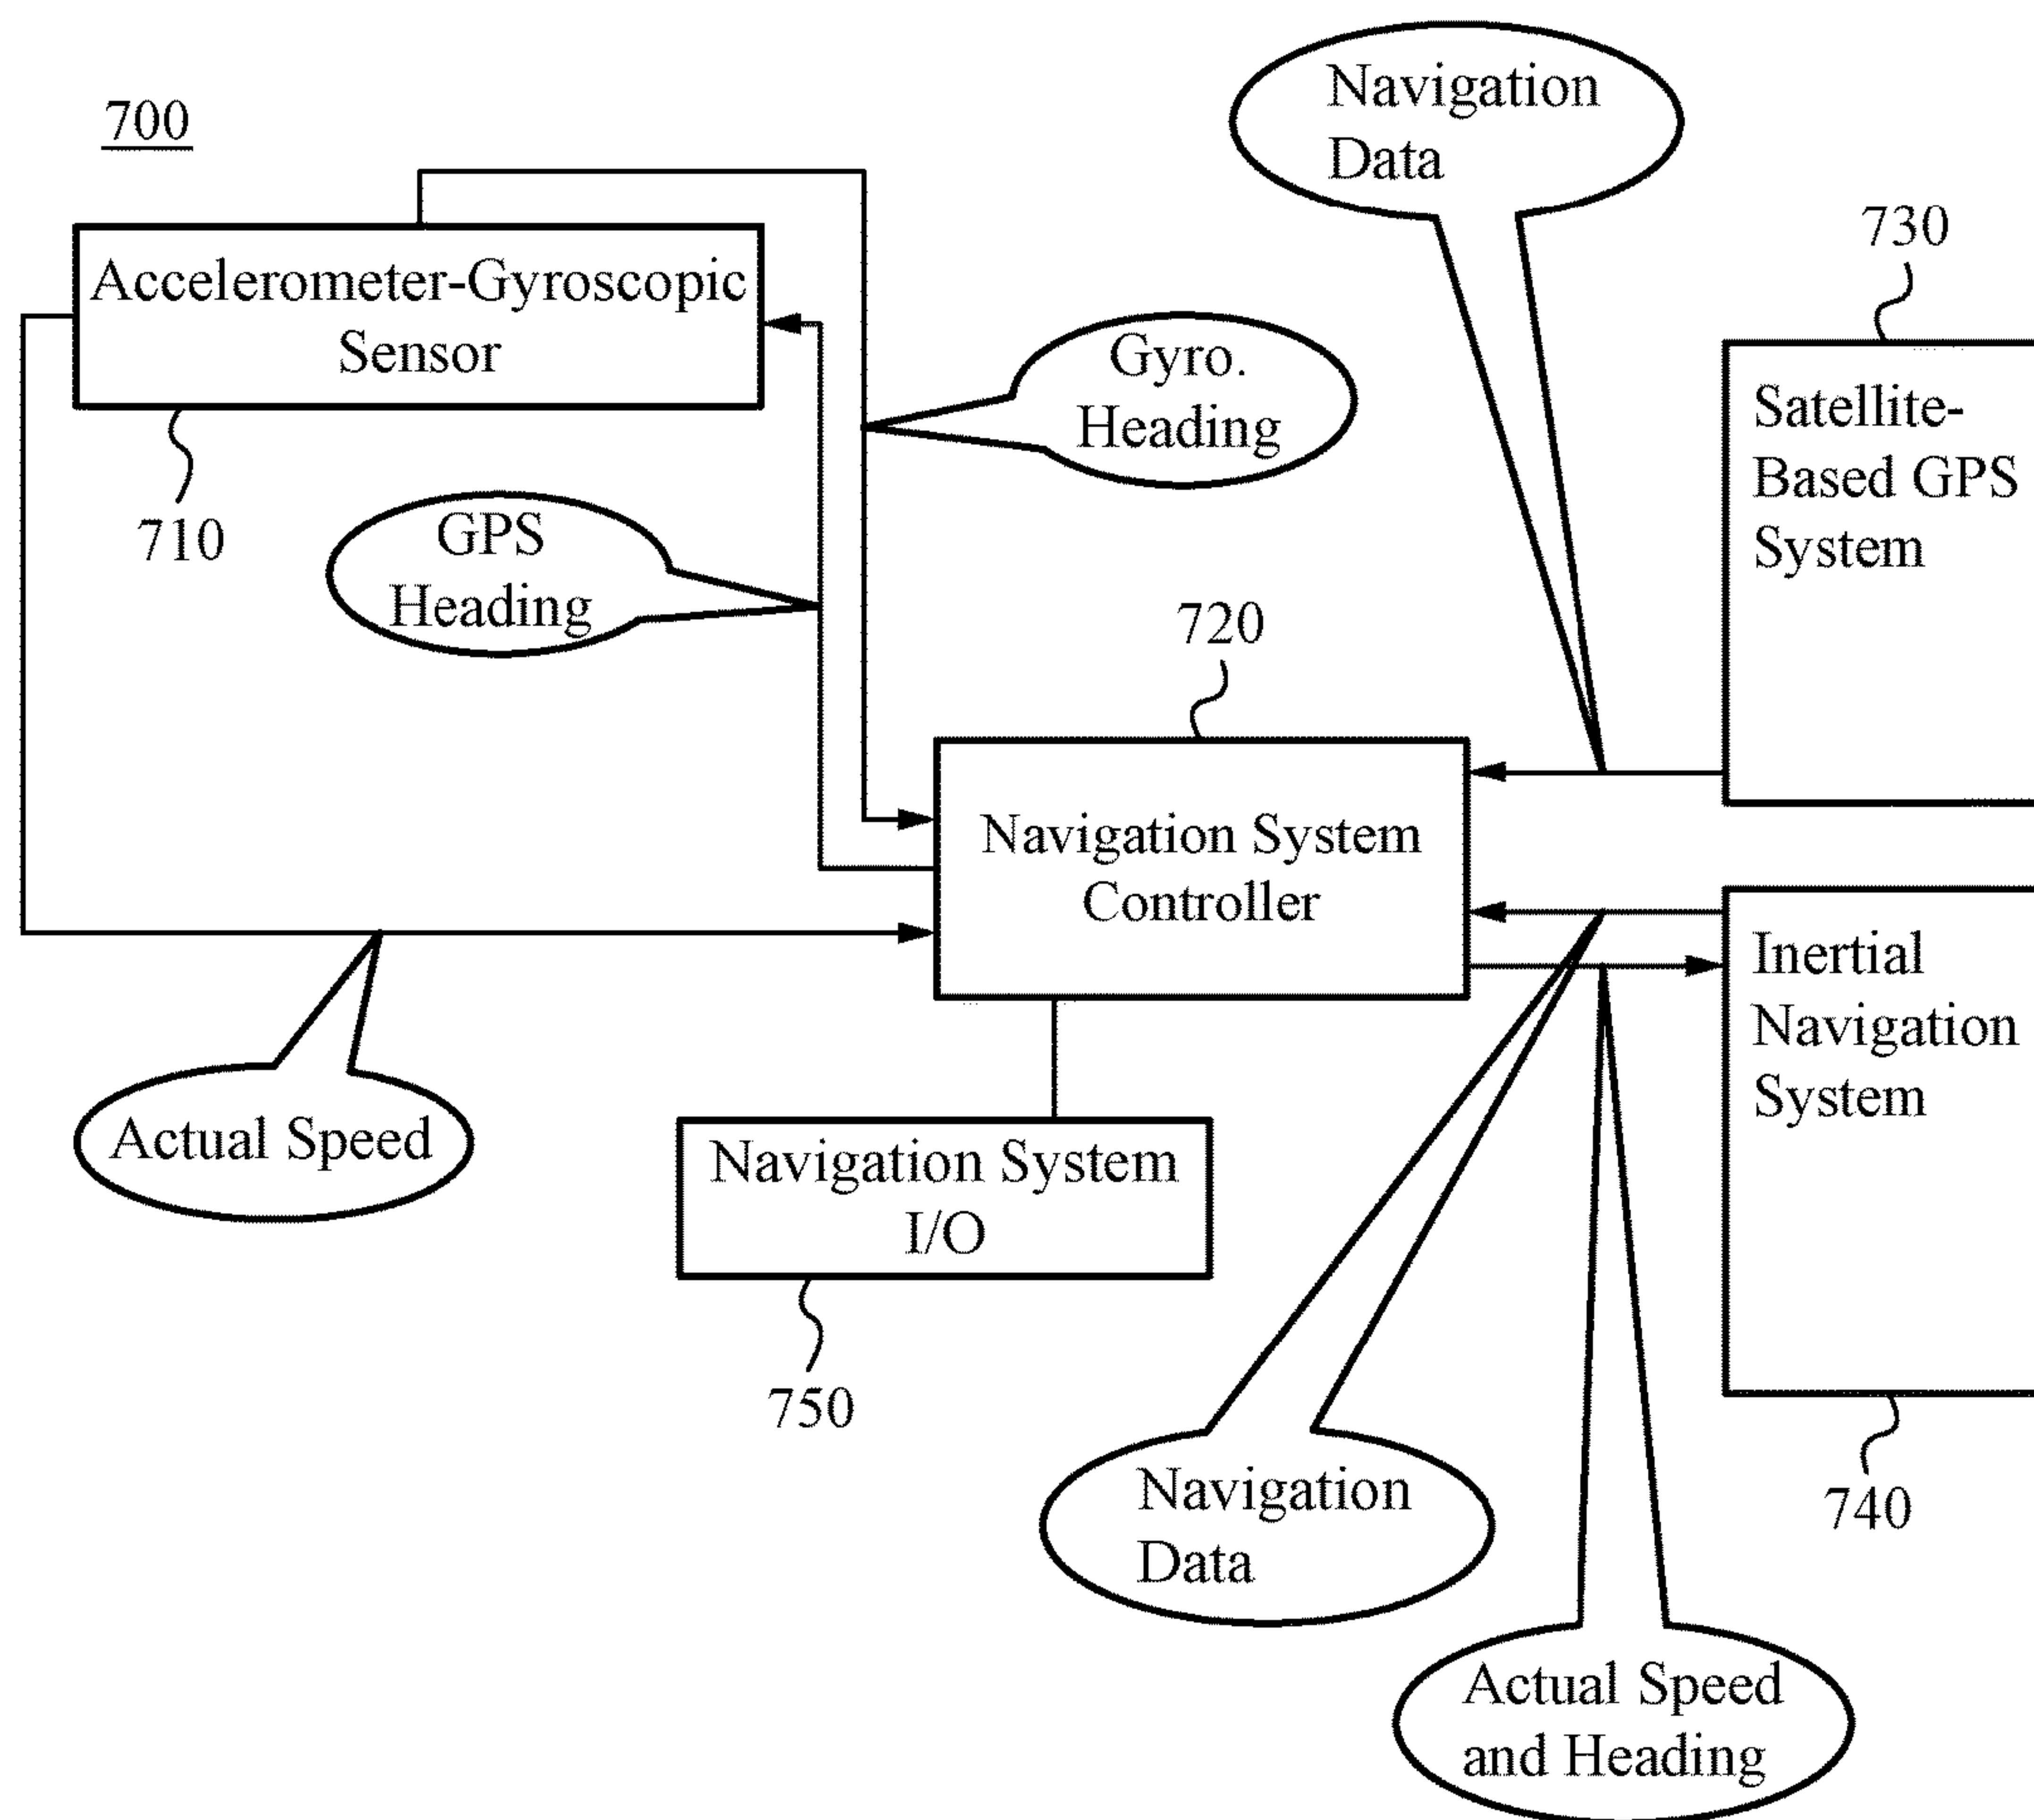 700
Navigation
Data
730
Accelerometer-Gyroscopic
Sensor
Gyro.
Heading
Satellite-
Based GPS
System
710
GPS
Heading
720
Navigation System
Controller
Inertial
Navigation
System
Actual Speed
Navigation System
I/O
750
Navigation
Data
740
Actual Speed
and Heading